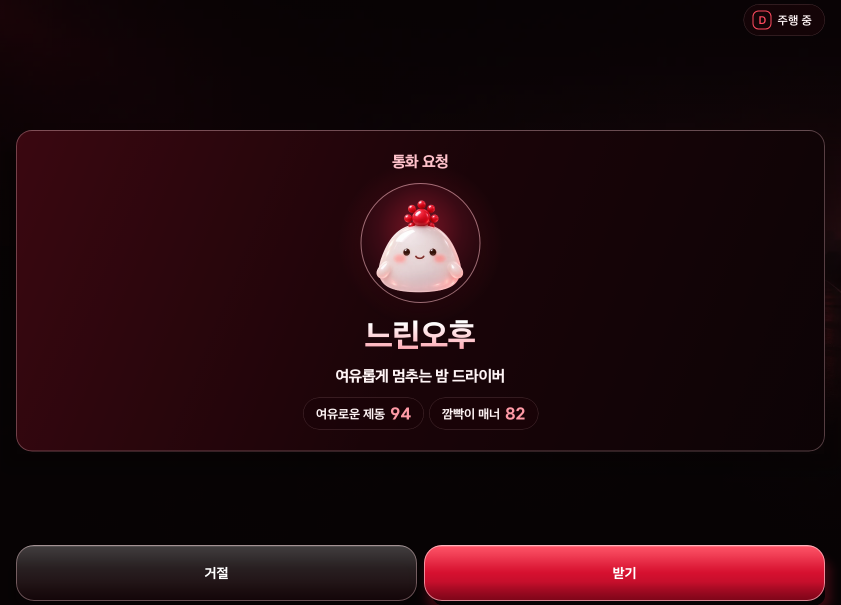 D 주행 중
통화 요청
느린오후
여유롭게 멈추는 밤 드라이버
여유로운 제동 94 깜빡이 매너 82
거절 받기